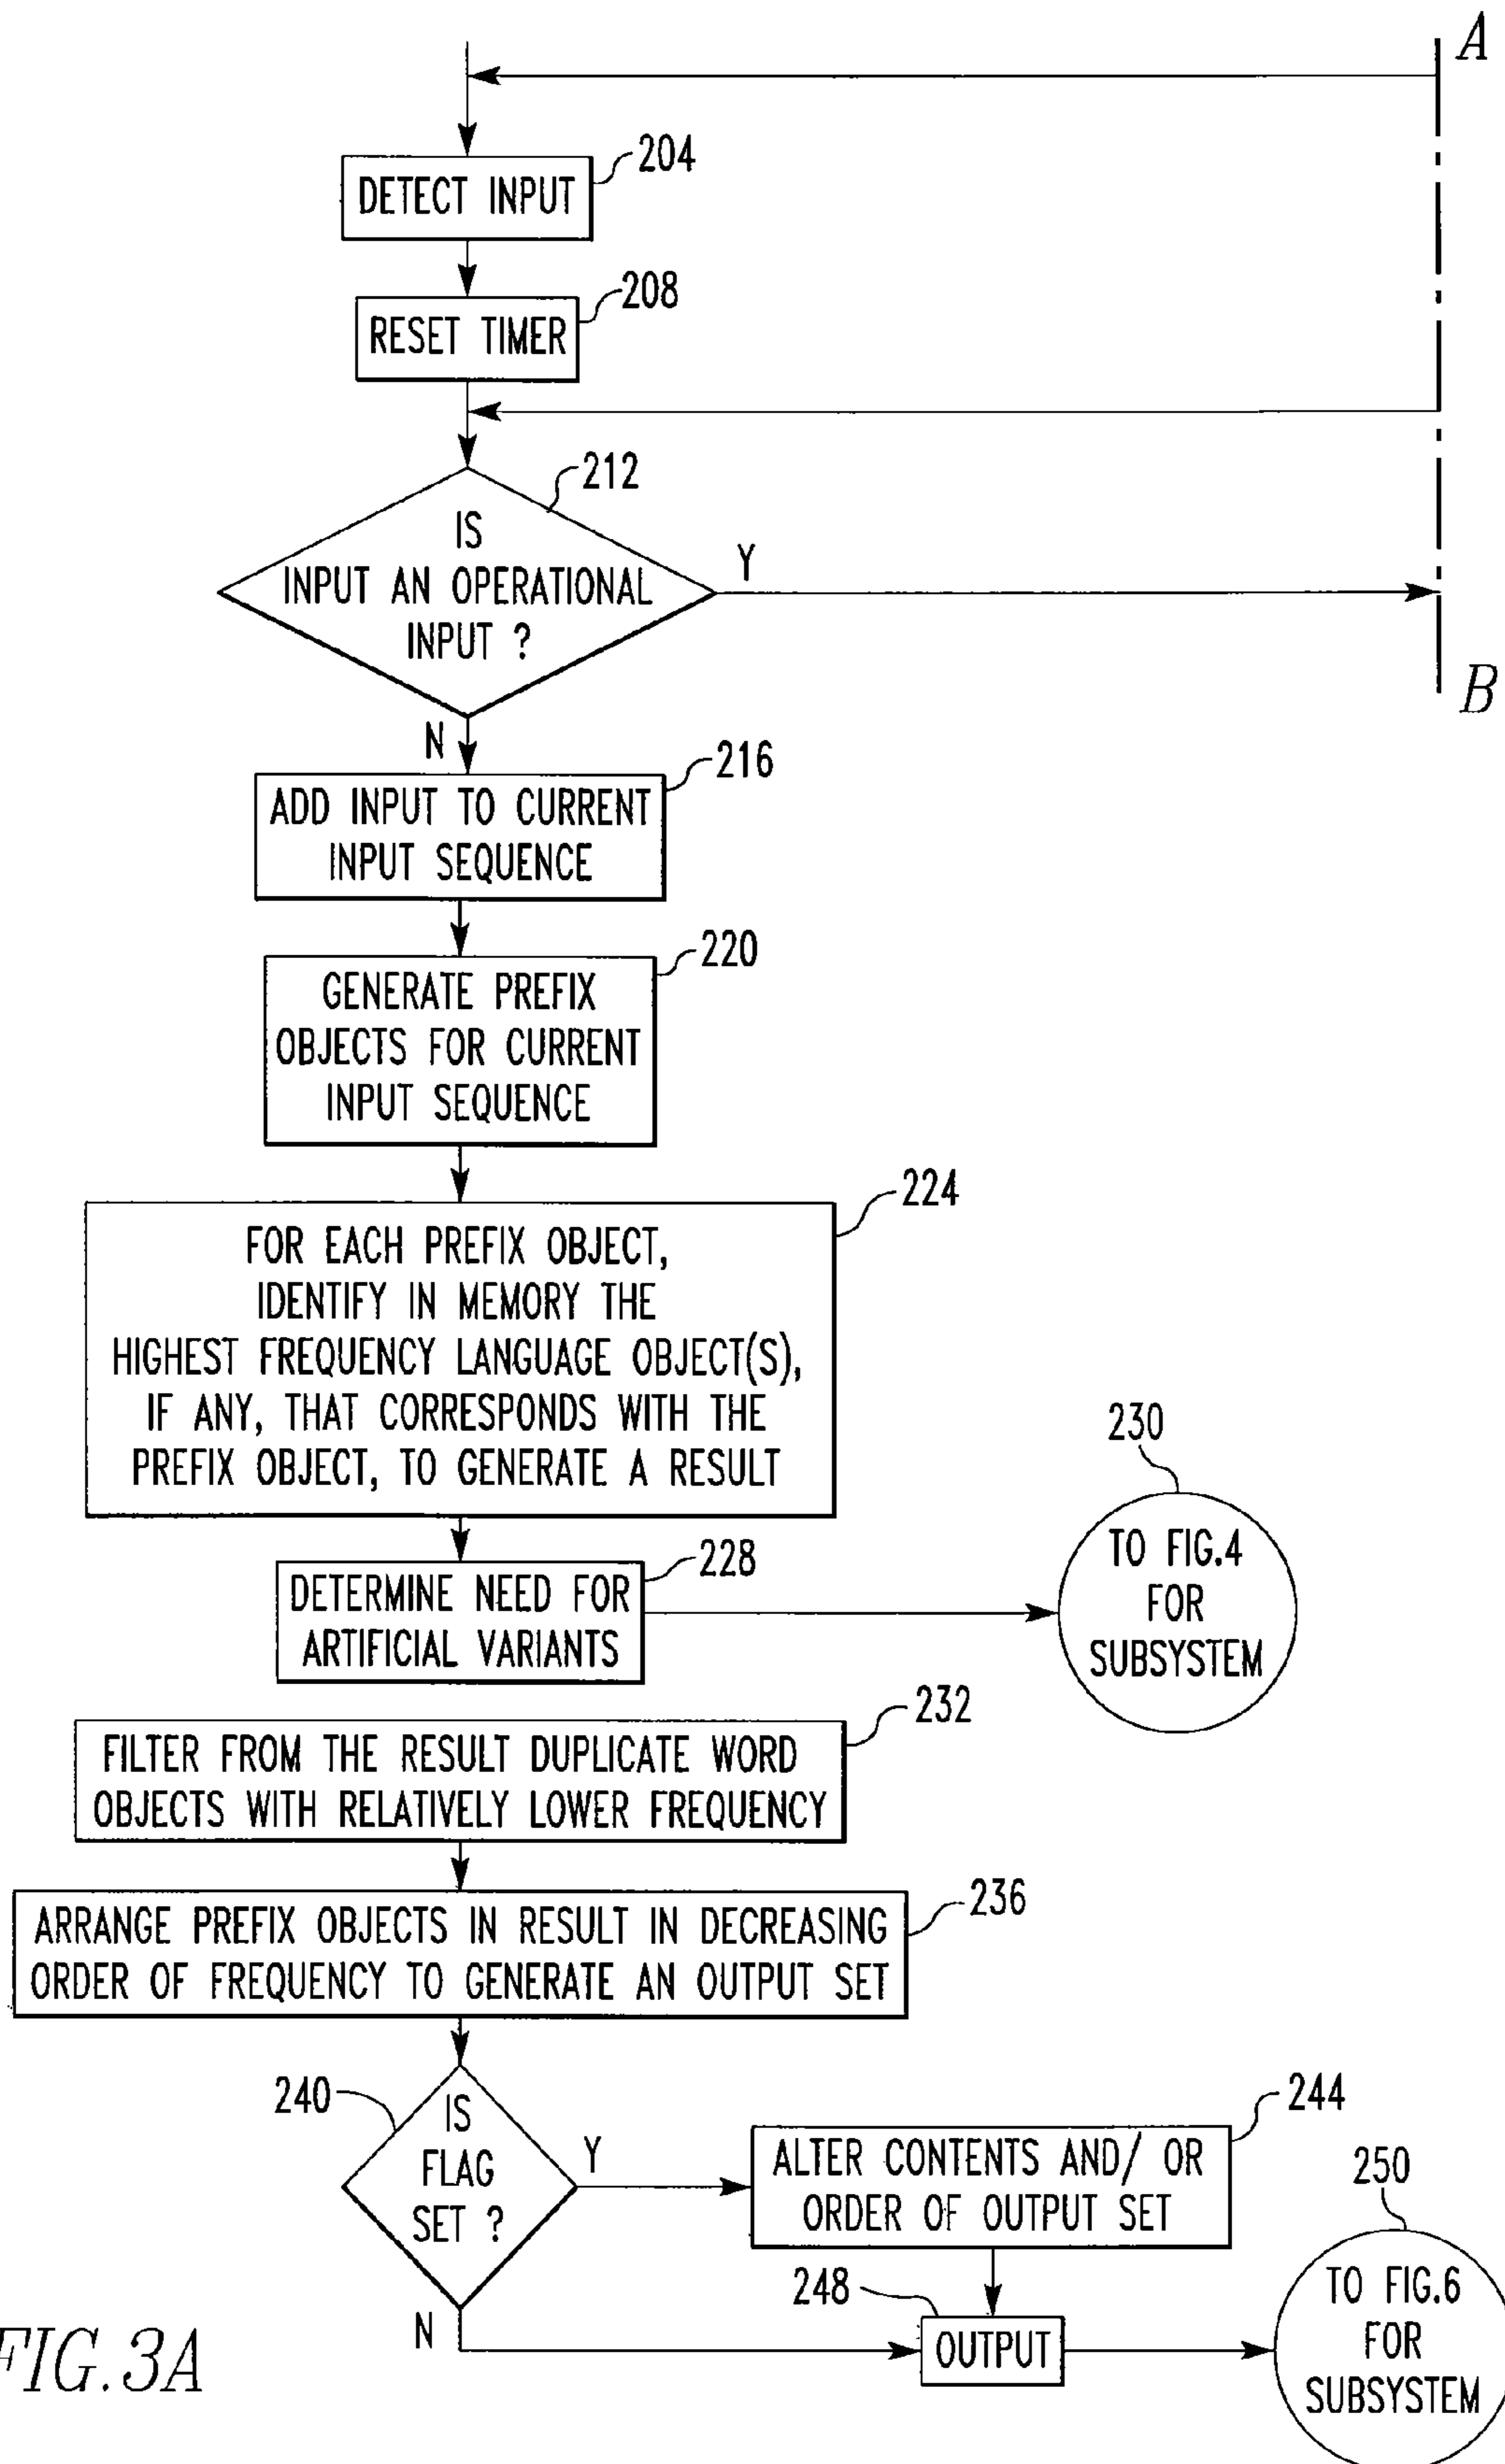 A
204
DETECT INPUT
208
RESET TIMER
212
IS
INPUT AN OPERATIONAL
INPUT ?
Y
B
N
216
ADD INPUT TO CURRENT
INPUT SEQUENCE
220
GENERATE PREFIX
OBJECTS FOR CURRENT
INPUT SEQUENCE
224
FOR EACH PREFIX OBJECT,
IDENTIFY IN MEMORY THE
HIGHEST FREQUENCY LANGUAGE OBJECT(S),
IF ANY, THAT CORRESPONDS WITH THE
PREFIX OBJECT, TO GENERATE A RESULT
230
TO FIG.4
FOR
SUBSYSTEM
228
DETERMINE NEED FOR
ARTIFICIAL VARIANTS
232
FILTER FROM THE RESULT DUPLICATE WORD
OBJECTS WITH RELATIVELY LOWER FREQUENCY
236
ARRANGE PREFIX OBJECTS IN RESULT IN DECREASING
ORDER OF FREQUENCY TO GENERATE AN OUTPUT SET
240
IS
FLAG
SET ?
Y
244
ALTER CONTENTS AND/ OR
ORDER OF OUTPUT SET
250
TO FIG.6
FOR
SUBSYSTEM
248
OUTPUT
N
FIG.3A